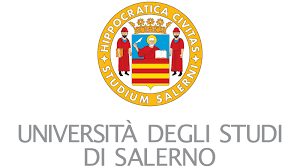 HIPPOCRATICA CIVITAS
STUDIUM SALERNI
UNIVERSITÀ DEGLI STUDI
DI SALERNO